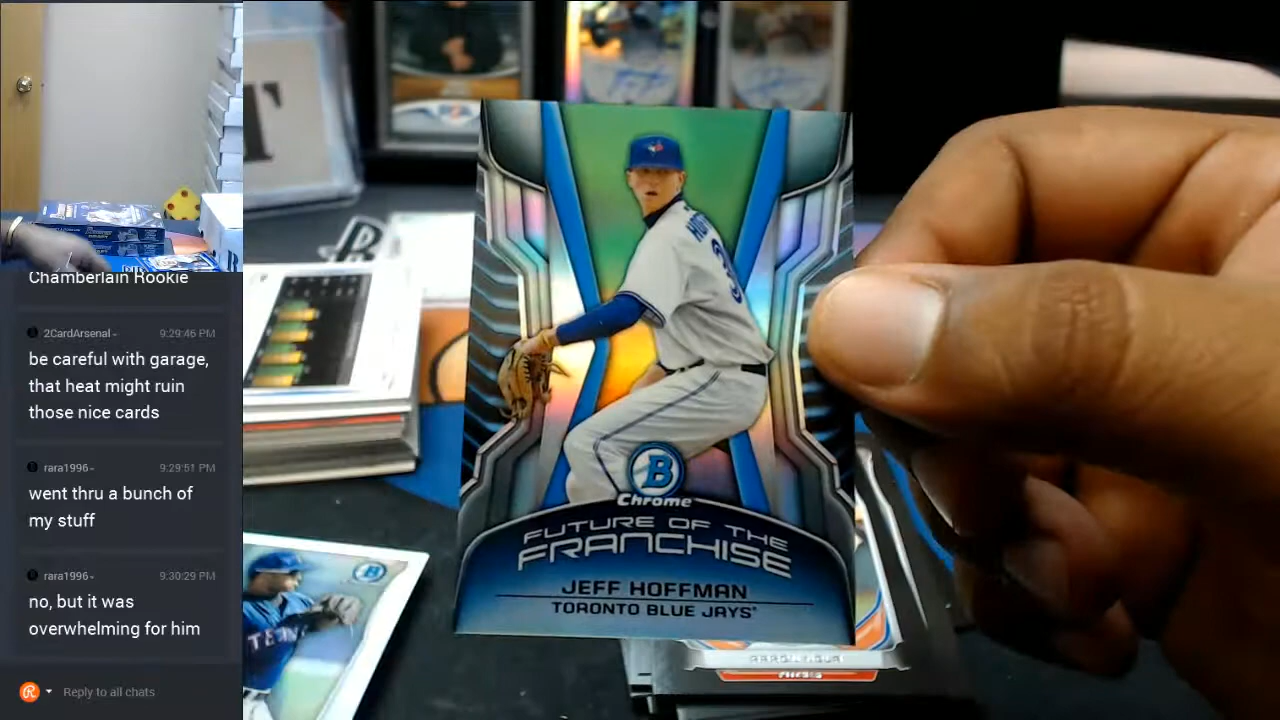 Chamberlain Rookie
2CardArsenal
9:29:46 PM
be careful with garage,
that heat might ruin
those nice cards
rara1996
9:29:51 PM
went thru a bunch of
my stuff
rara1996
9:30:29 PM
no, but it was
overwhelming for him
Reply to all chats
B
Chrome
FUTURE OF THE
FRANCHISE
JEFF HOFFMAN
TORONTO BLUE JAYS